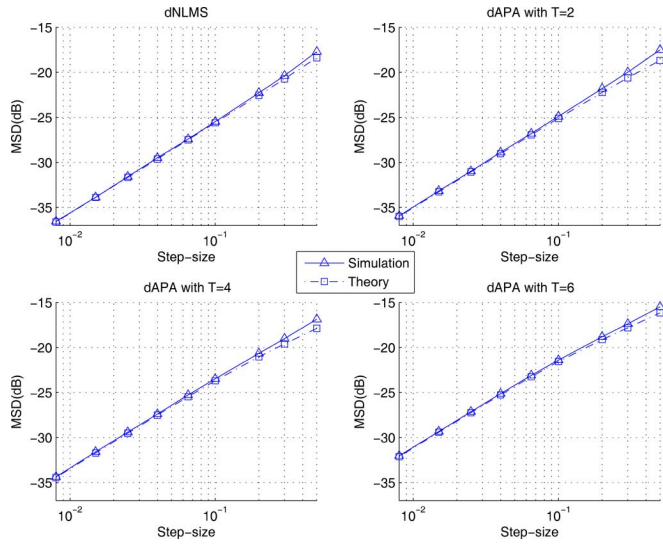 dNLMS
dAPA with T=2
−15
−20
−25
−30
−35
MSD(dB)
10⁻²
10⁻¹
Step-size
−15
−20
−25
−30
−35
MSD(dB)
10⁻²
10⁻¹
Step-size
Simulation
Theory
dAPA with T=4
dAPA with T=6
−15
−20
−25
−30
−35
MSD(dB)
10⁻²
10⁻¹
Step-size
−15
−20
−25
−30
−35
MSD(dB)
10⁻²
10⁻¹
Step-size